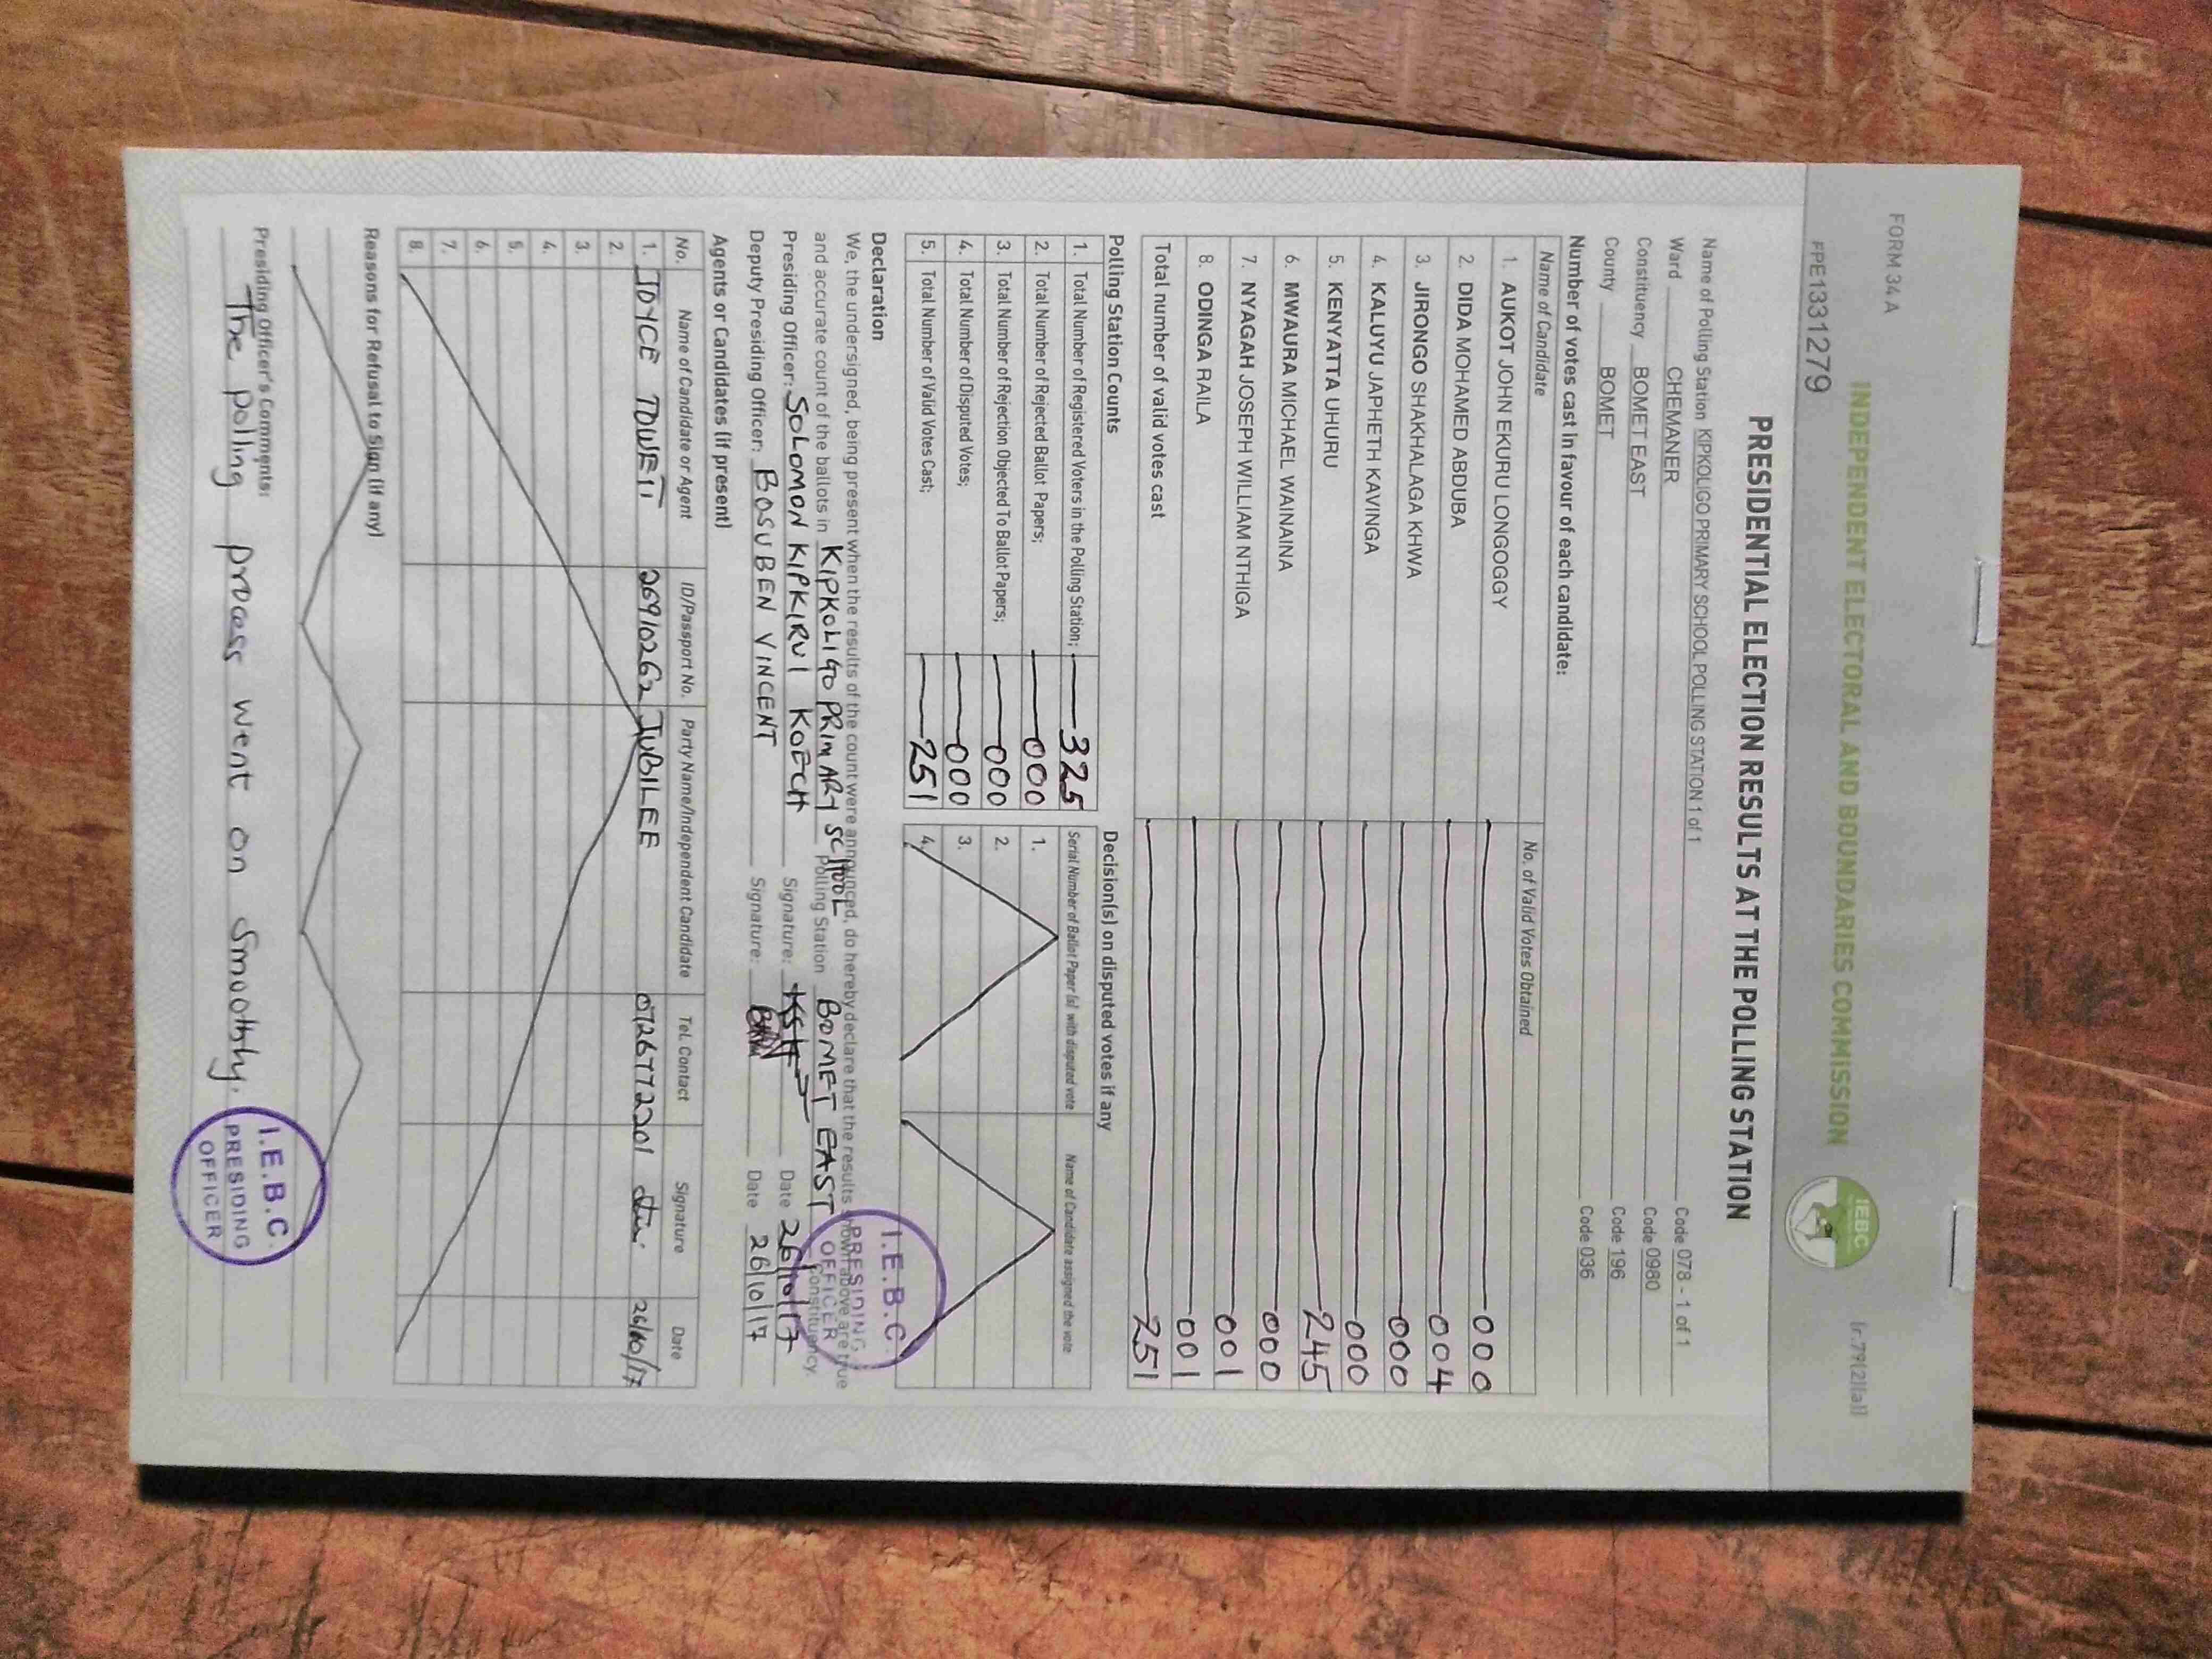 FORM 34A
(r.79(2)(a))
FPE1331279
INDEPENDENT ELECTORAL AND BOUNDARIES COMMISSION
IEBC
PRESIDENTIAL ELECTION RESULTS AT THE POLLING STATION
Name of Polling Station KIPKOLIGO PRIMARY SCHOOL POLLING STATION 1 of 1 Code 078 - 1 of 1
Ward CHEMANER Code 0980
Constituency BOMET EAST Code 196
County BOMET Code 036
Number of votes cast in favour of each candidate:
Name of Candidate No. of Valid Votes Obtained
1. AUKOT JOHN EKURU LONGOGGY 000
2. DIDA MOHAMED ABDUBA 004
3. JIRONGO SHAKHALAGA KHWA 000
4. KALUYU JAPHETH KAVINGA 000
5. KENYATTA UHURU 245
6. MWAURA MICHAEL WAINAINA 000
7. NYAGAH JOSEPH WILLIAM NTHIGA 001
8. ODINGA RAILA 001
Total number of valid votes cast 251
Polling Station Counts
1. Total Number of Registered Voters in the Polling Station; 325
2. Total Number of Rejected Ballot Papers; 000
3. Total Number of Rejection Objected To Ballot Papers; 000
4. Total Number of Disputed Votes; 000
5. Total Number of Valid Votes Cast; 251
Decision(s) on disputed votes if any
Serial Number of Ballot Paper (s) with disputed vote Name of Candidate assigned the vote
1.
2.
3.
4.
Declaration
We, the undersigned, being present when the results of the count were announced, do hereby declare that the results shown above are true
and accurate count of the ballots in KIPKOLIGO PRIMARY SCHOOL Polling Station BOMET EAST Constituency.
Presiding Officer: SOLOMON KIPKIRUI KOECH Signature: Date 26/10/17
Deputy Presiding Officer: BOSUBEN VINCENT Signature: Date 26/10/17
I.E.B.C.
PRESIDING
OFFICER
Agents or Candidates (if present)
No. Name of Candidate or Agent ID/Passport No. Party Name/Independent Candidate Tel. Contact Signature Date
1. JOYCE TOWETT JUBILEE 0726772201 26/10/17
2.
3.
4.
5.
6.
7.
8.
Reasons for Refusal to Sign (if any)
Presiding Officer's Comments:
The polling process went on smoothly.
I.E.B.C.
PRESIDING
OFFICER